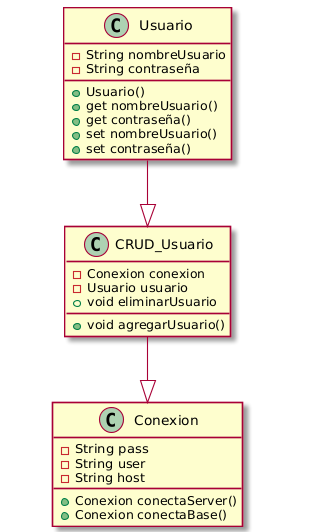 C Usuario
String nombreUsuario
String contraseña
Usuario()
get nombreUsuario()
get contraseña()
set nombreUsuario()
set contraseña()
C CRUD_Usuario
Conexion conexion
Usuario usuario
void eliminarUsuario
void agregarUsuario()
C Conexion
String pass
String user
String host
Conexion conectaServer()
Conexion conectaBase()